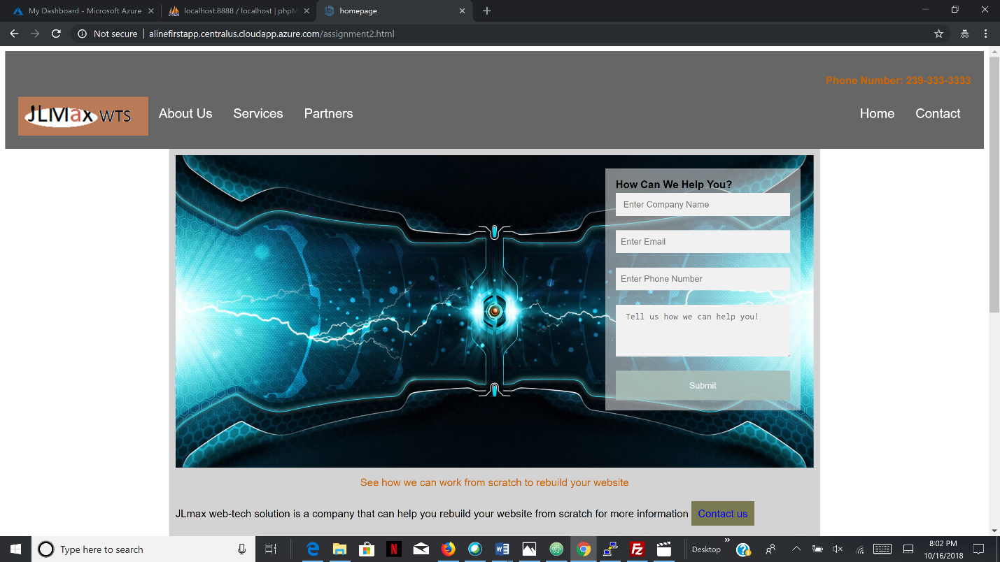 My Dashboard - Microsoft Azure
localhost:8888 / localhost | phpM
homepage
Not secure | alinefirstapp.centralus.cloudapp.azure.com/assignment2.html
Phone Number: 239-333-3333
JLMax WTS
About Us Services Partners Home Contact
How Can We Help You?
Enter Company Name
Enter Email
Enter Phone Number
Tell us how we can help you!
Submit
See how we can work from scratch to rebuild your website
JLmax web-tech solution is a company that can help you rebuild your website from scratch for more information Contact us
Type here to search
Desktop
8:02 PM
10/16/2018